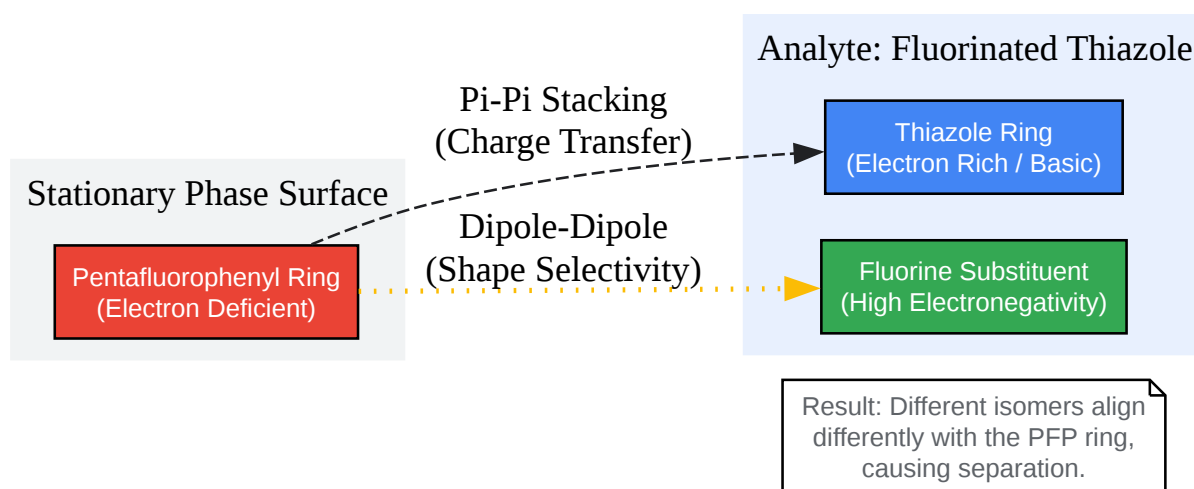 Analyte: Fluorinated Thiazole
Pi-Pi Stacking
(Charge Transfer)
Thiazole Ring
(Electron Rich / Basic)
Stationary Phase Surface
Dipole-Dipole
(Shape Selectivity)
Pentafluorophenyl Ring
(Electron Deficient)
Fluorine Substituent
(High Electronegativity)
Result: Different isomers align
differently with the PFP ring,
causing separation.